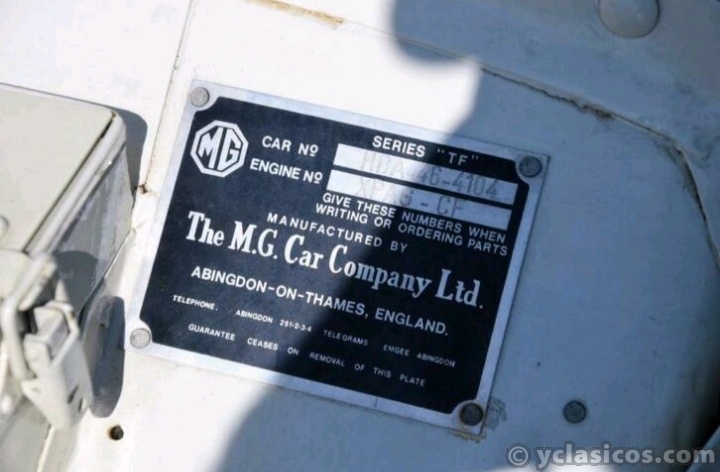 SERIES "TF"
MG
CAR Nº HDA-46-4104
ENGINE Nº XPAG - CF
GIVE THESE NUMBERS WHEN
WRITING OR ORDERING PARTS
MANUFACTURED BY
The M.G. Car Company Ltd.
ABINGDON-ON-THAMES, ENGLAND.
TELEPHONE. ABINGDON 251-2-3-4 TELEGRAMS EMGEE ABINGDON
GUARANTEE CEASES ON REMOVAL OF THIS PLATE
© yclasicos.com